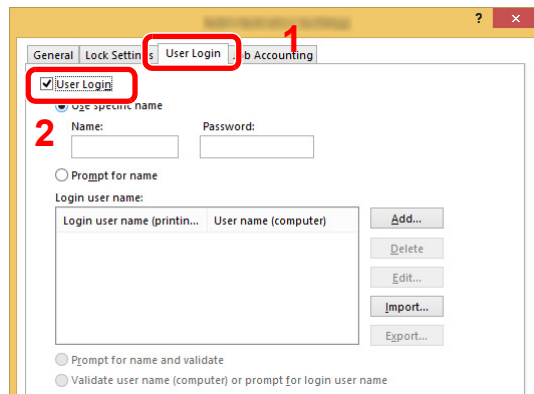 ?
×
1
General Lock Settings User Login Job Accounting
User Login
2
Use specific name
Name: Password:
Prompt for name
Login user name:
Login user name (printin... User name (computer)
Add...
Delete
Edit...
Import...
Export...
Prompt for name and validate
Validate user name (computer) or prompt for login user name